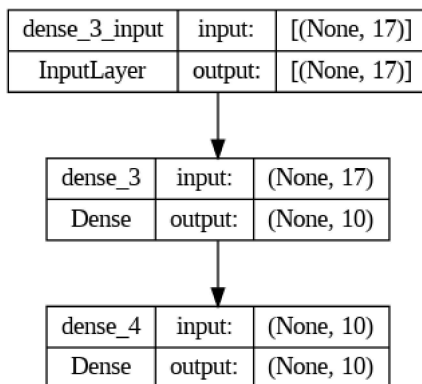 dense_3_input input: [(None, 17)]
InputLayer output: [(None, 17)]
dense_3 input: (None, 17)
Dense output: (None, 10)
dense_4 input: (None, 10)
Dense output: (None, 10)